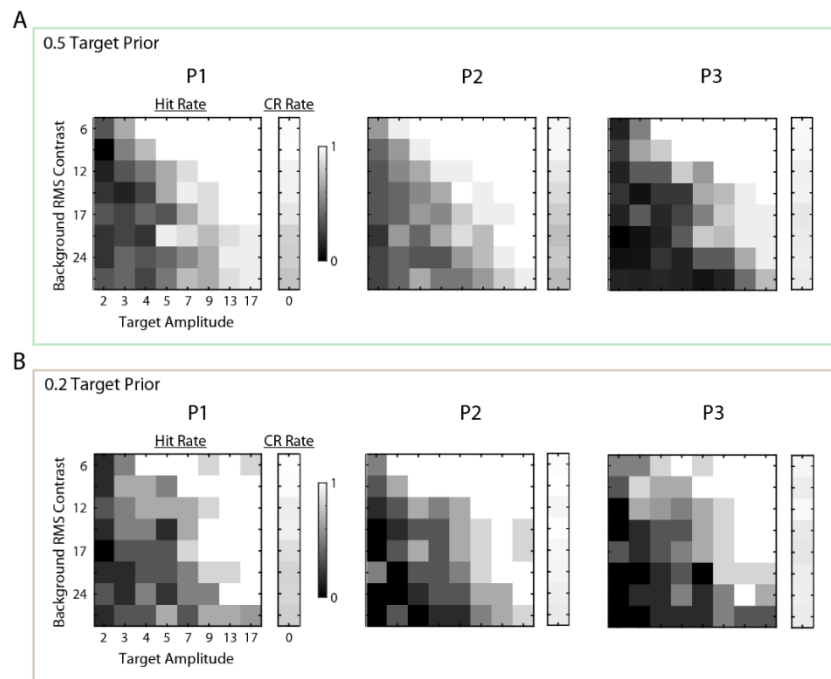 A
0.5 Target Prior
P1 P2 P3
Hit Rate CR Rate
Background RMS Contrast
6
12
17
24
1
0
2 3 4 5 7 9 13 17 0
Target Amplitude
B
0.2 Target Prior
P1 P2 P3
Hit Rate CR Rate
Background RMS Contrast
6
12
17
24
1
0
2 3 4 5 7 9 13 17 0
Target Amplitude